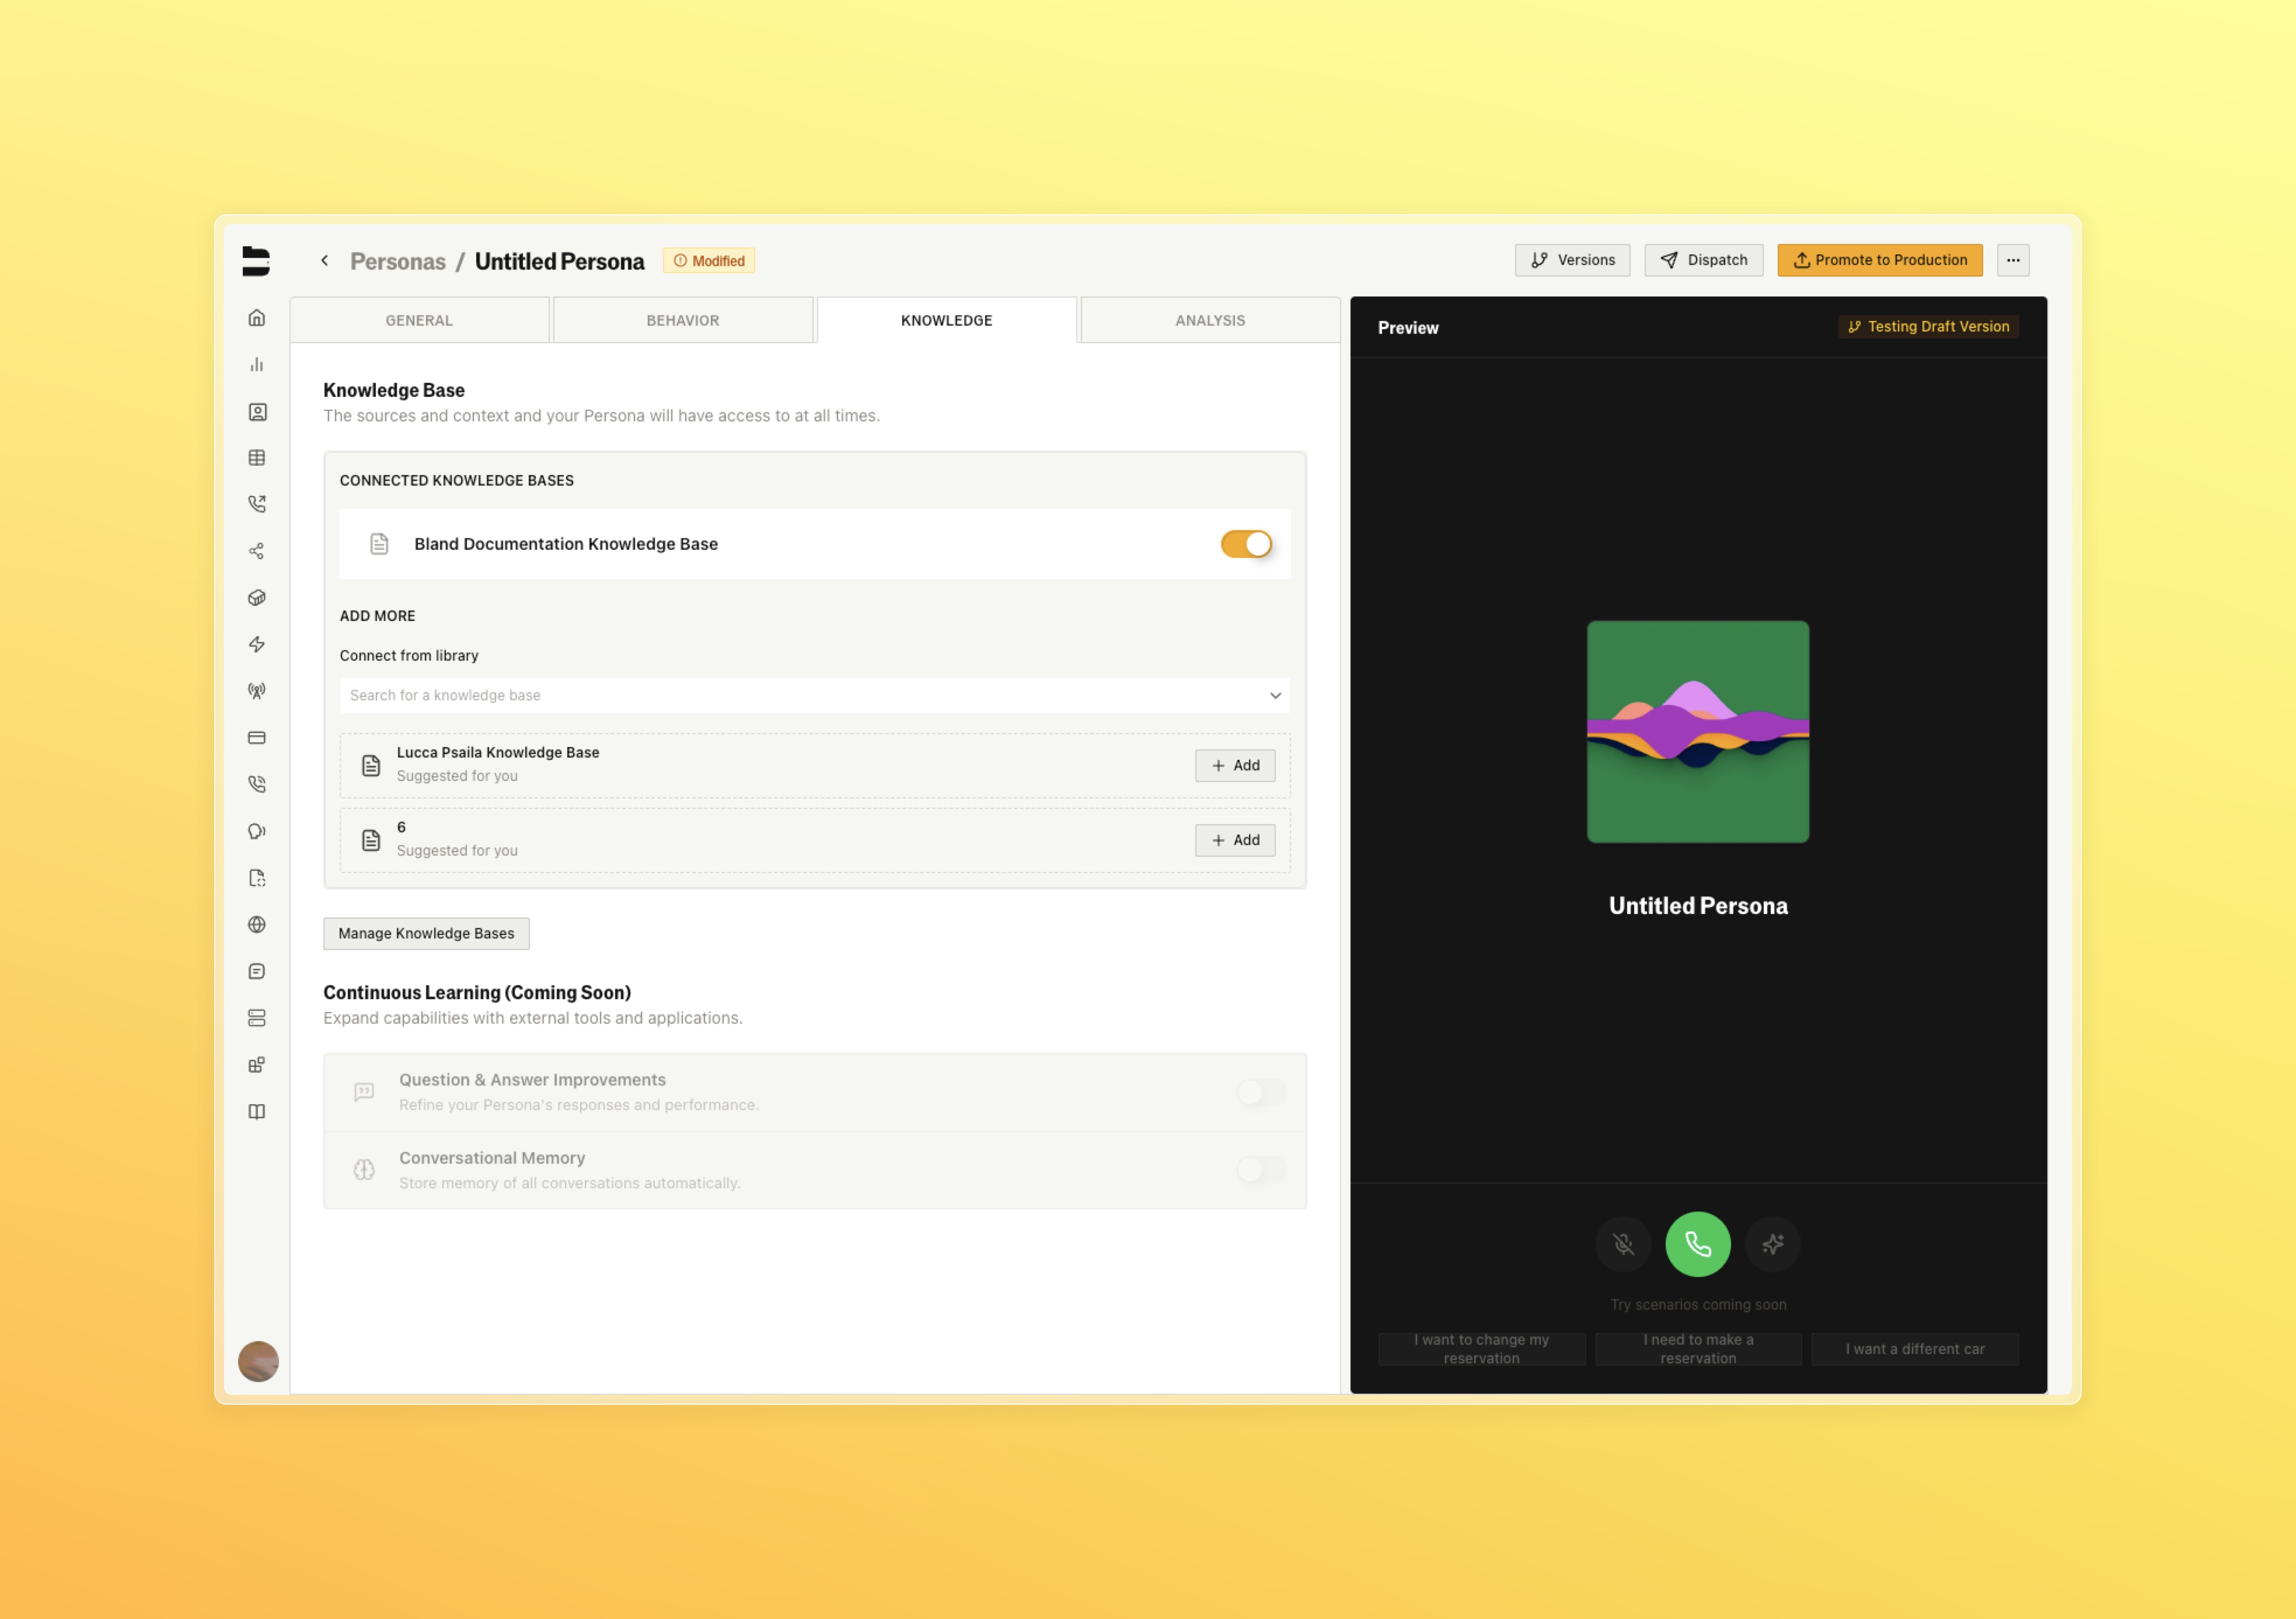 Personas / Untitled Persona
Modified
Versions
Dispatch
Promote to Production
GENERAL
BEHAVIOR
KNOWLEDGE
ANALYSIS
Knowledge Base
The sources and context and your Persona will have access to at all times.
CONNECTED KNOWLEDGE BASES
Bland Documentation Knowledge Base
ADD MORE
Connect from library
Search for a knowledge base
Lucca Psaila Knowledge Base
Suggested for you
Add
6
Suggested for you
Add
Manage Knowledge Bases
Continuous Learning (Coming Soon)
Expand capabilities with external tools and applications.
Question & Answer Improvements
Refine your Persona's responses and performance.
Conversational Memory
Store memory of all conversations automatically.
Preview
Testing Draft Version
Untitled Persona
Try scenarios coming soon
I want to change my
reservation
I need to make a
reservation
I want a different car